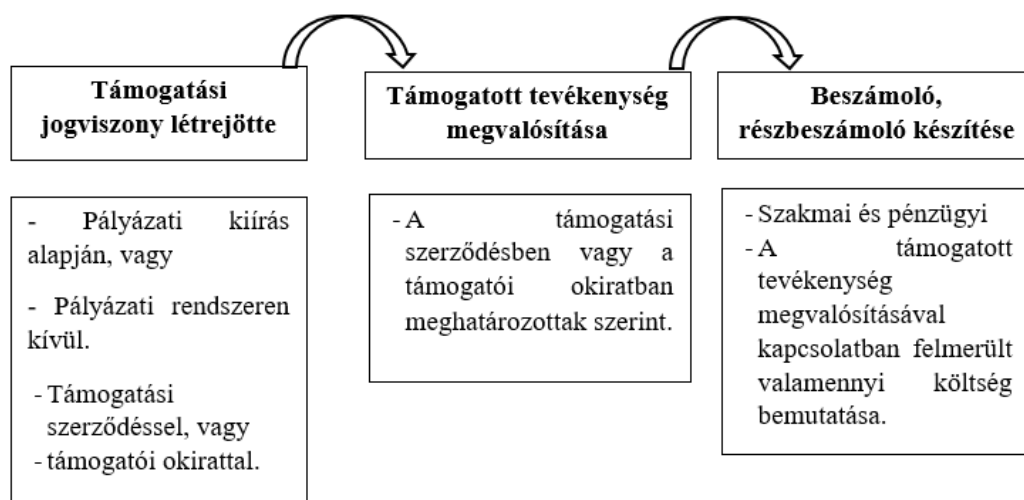 Támogatási
jogviszony létrejötte
Támogatott tevékenység
megvalósítása
Beszámoló,
részbeszámoló készítése
- Pályázati kiírás
alapján, vagy
- Pályázati rendszeren
kívül.
- Támogatási
szerződéssel, vagy
- támogatói okirattal.
- A támogatási
szerződésben vagy a
támogatói okiratban
meghatározottak szerint.
- Szakmai és pénzügyi
- A támogatott
tevékenység
megvalósításával
kapcsolatban felmerült
valamennyi költség
bemutatása.